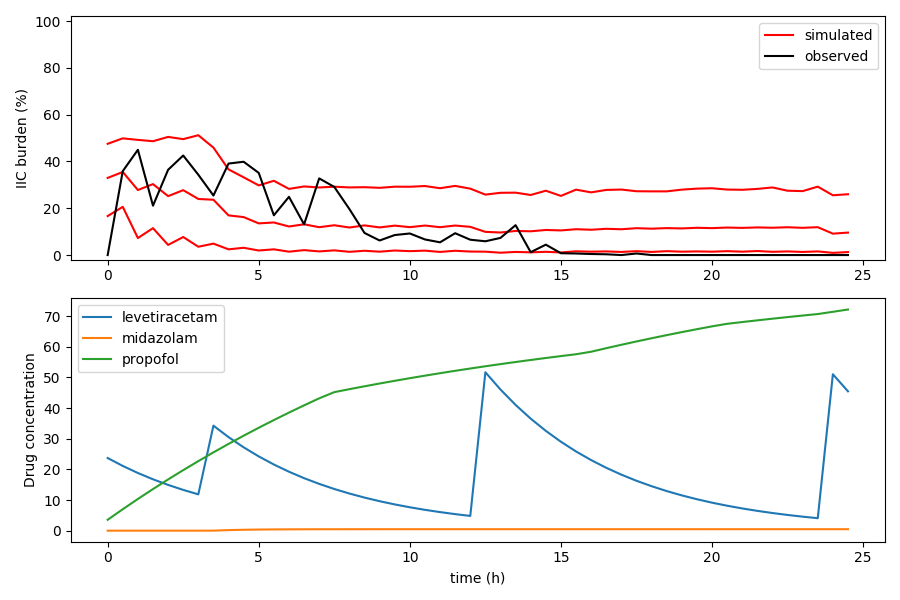 IIC burden (%)
100
80
60
40
20
0
simulated
observed
0 5 10 15 20 25
Drug concentration
70
60
50
40
30
20
10
0
levetiracetam
midazolam
propofol
0 5 10 15 20 25
time (h)